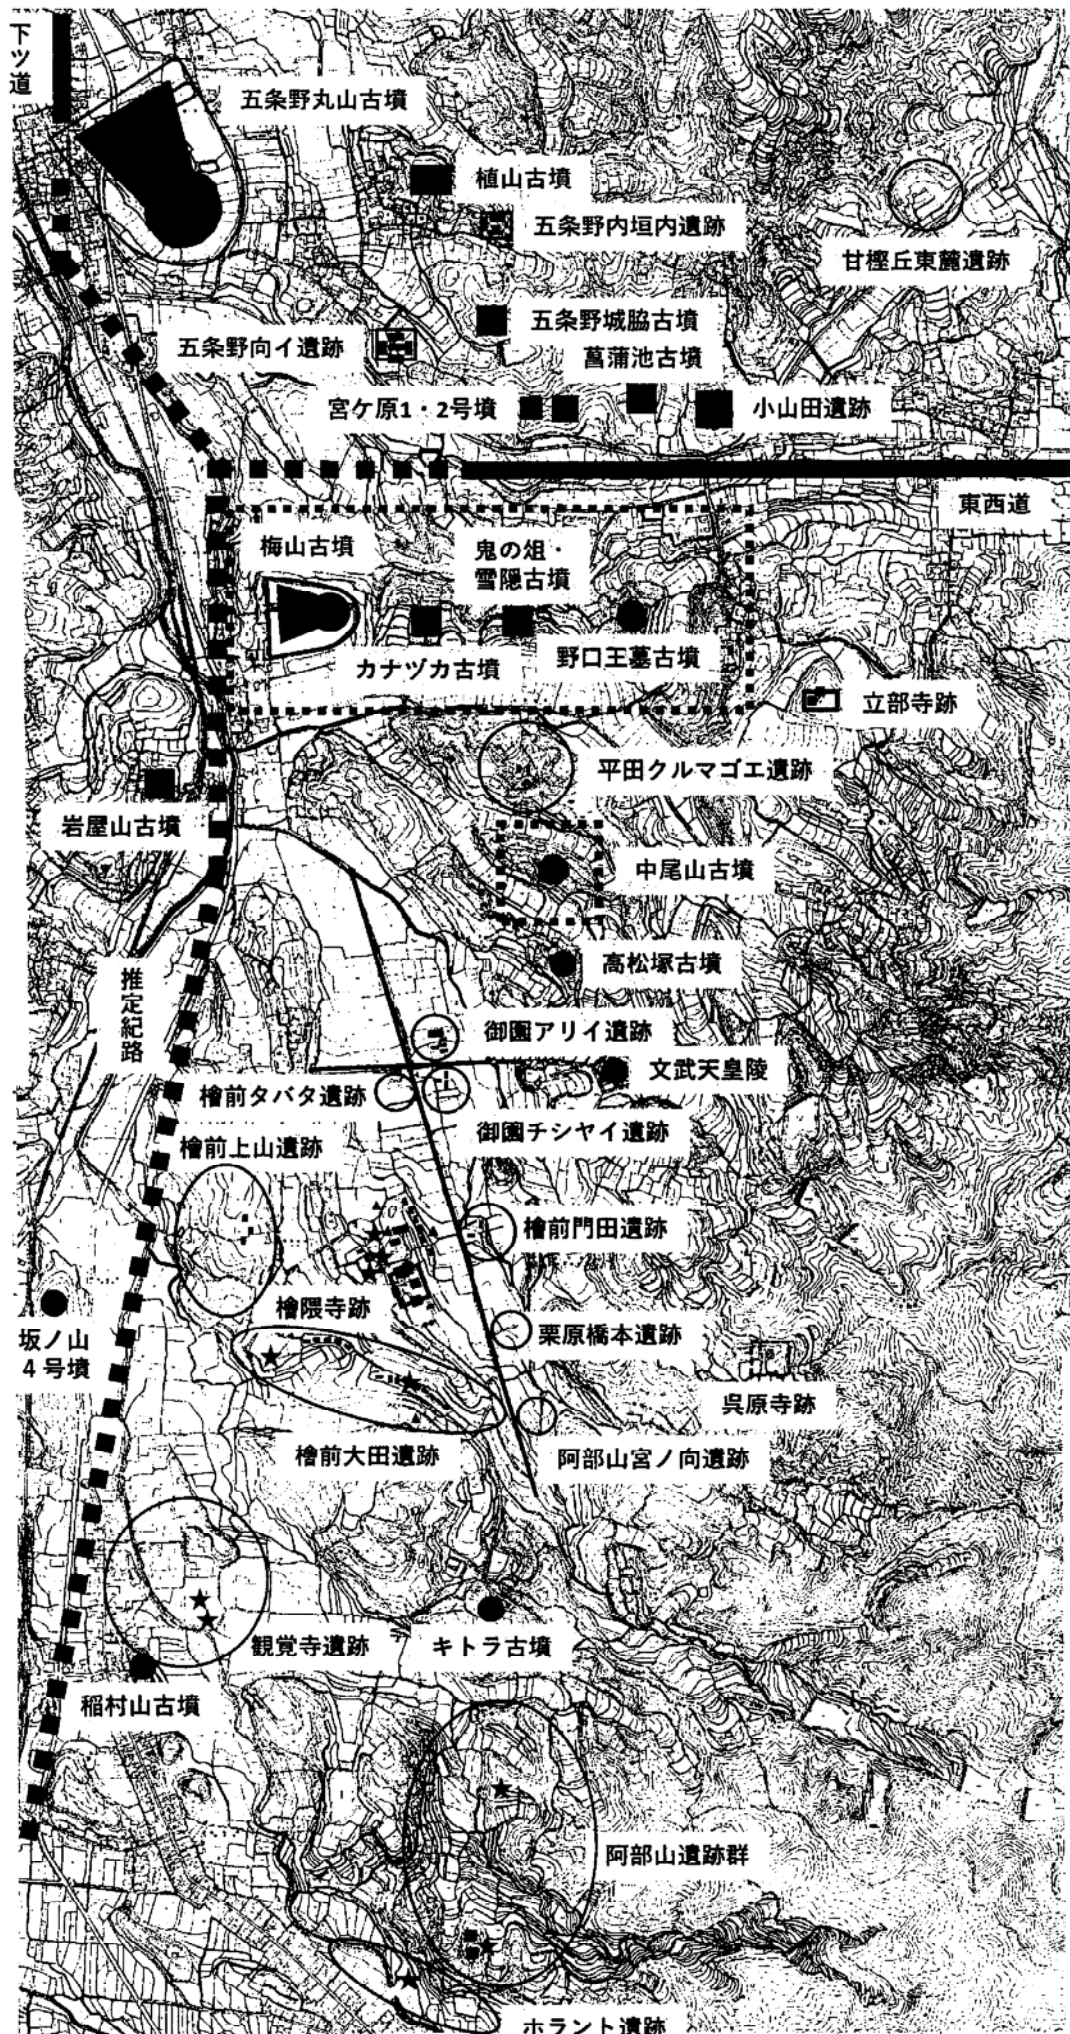 下ツ道
五条野丸山古墳
植山古墳
五条野内垣内遺跡
甘樫丘東麓遺跡
五条野城脇古墳
五条野向イ遺跡
菖蒲池古墳
宮ケ原1・2号墳
小山田遺跡
東西道
梅山古墳
鬼の俎・
雪隠古墳
カナヅカ古墳
野口王墓古墳
立部寺跡
平田クルマゴエ遺跡
岩屋山古墳
中尾山古墳
高松塚古墳
推定紀路
御園アリイ遺跡
文武天皇陵
檜前タバタ遺跡
御園チシヤイ遺跡
檜前上山遺跡
檜前門田遺跡
檜隈寺跡
栗原橋本遺跡
坂ノ山
4号墳
呉原寺跡
檜前大田遺跡
阿部山宮ノ向遺跡
観覚寺遺跡
キトラ古墳
稲村山古墳
阿部山遺跡群
ホラント遺跡